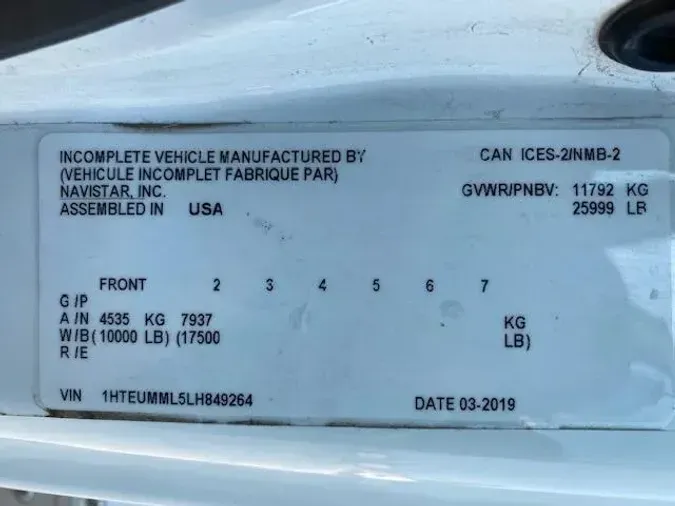 INCOMPLETE VEHICLE MANUFACTURED BY
(VEHICULE INCOMPLET FABRIQUE PAR)
NAVISTAR, INC.
ASSEMBLED IN USA
CAN ICES-2/NMB-2
GVWR/PNBV: 11792 KG
25999 LB
FRONT 2 3 4 5 6 7
G /P
A /N 4535 KG 7937 KG
W/B (10000 LB) (17500 LB)
R /E
VIN 1HTEUMML5LH849264
DATE 03-2019